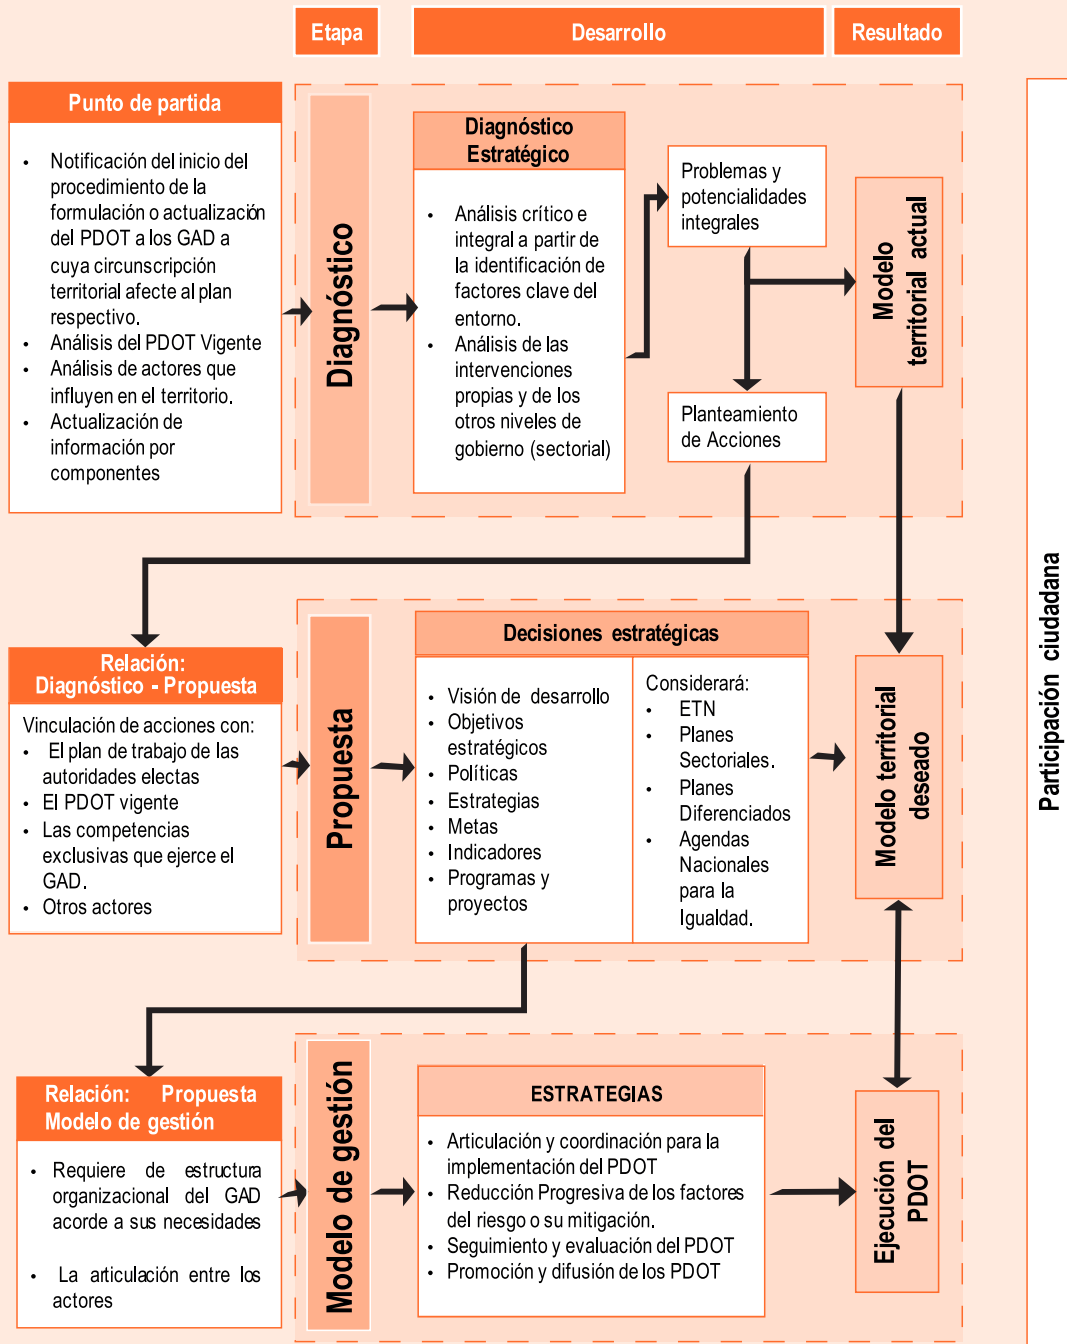 Etapa
Desarrollo
Resultado
Punto de partida
• Notificación del inicio del
procedimiento de la
formulación o actualización
del PDOT a los GAD a
cuya circunscripción
territorial afecte al plan
respectivo.
• Análisis del PDOT Vigente
• Análisis de actores que
influyen en el territorio.
• Actualización de
información por
componentes
Diagnóstico
Diagnóstico
Estratégico
• Análisis crítico e
integral a partir de
la identificación de
factores clave del
entorno.
• Análisis de las
intervenciones
propias y de los
otros niveles de
gobierno (sectorial)
Problemas y
potencialidades
integrales
Planteamiento
de Acciones
Modelo
territorial actual
Relación:
Diagnóstico - Propuesta
Vinculación de acciones con:
• El plan de trabajo de las
autoridades electas
• El PDOT vigente
• Las competencias
exclusivas que ejerce el
GAD.
• Otros actores
Propuesta
Decisiones estratégicas
• Visión de desarrollo
• Objetivos
estratégicos
• Políticas
• Estrategias
• Metas
• Indicadores
• Programas y
proyectos
Considerará:
• ETN
• Planes
Sectoriales.
• Planes
Diferenciados
• Agendas
Nacionales
para la
Igualdad.
Modelo territorial
deseado
Relación: Propuesta
Modelo de gestión
• Requiere de estructura
organizacional del GAD
acorde a sus necesidades
• La articulación entre los
actores
Modelo de gestión
ESTRATEGIAS
• Articulación y coordinación para la
implementación del PDOT
• Reducción Progresiva de los factores
del riesgo o su mitigación.
• Seguimiento y evaluación del PDOT
• Promoción y difusión de los PDOT
Ejecución del
PDOT
Participación ciudadana